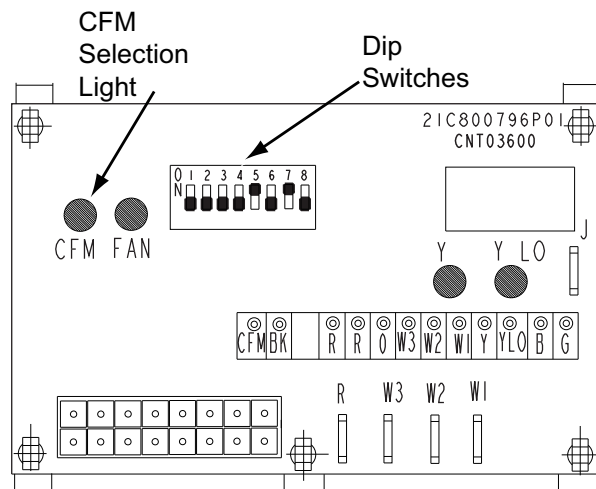 CFM
Selection
Light
Dip
Switches
21C800796P01
CNT03600
O
N
1 2 3 4 5 6 7 8
CFM FAN
J
Y Y LO
CFM BK R R O W3 W2 W1 Y YLO B G
R W3 W2 W1